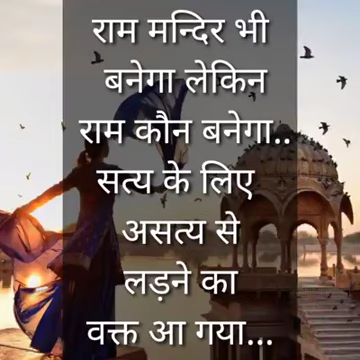 राम मन्दिर भी
बनेगा लेकिन
राम कौन बनेगा..
सत्य के लिए
असत्य से
लड़ने का
वक्त आ गया...